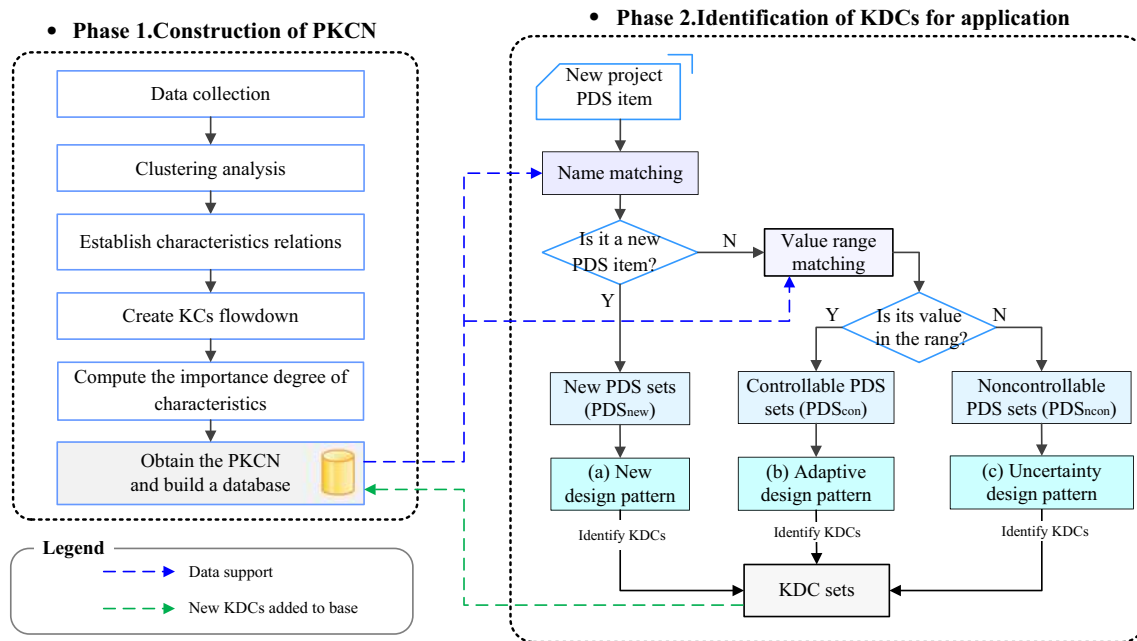 • Phase 1.Construction of PKCN
Data collection
Clustering analysis
Establish characteristics relations
Create KCs flowdown
Compute the importance degree of
characteristics
Obtain the PKCN
and build a database
Legend
Data support
New KDCs added to base
• Phase 2.Identification of KDCs for application
New project
PDS item
Name matching
Is it a new
PDS item?
N
Y
Value range
matching
Is its value
in the rang?
Y
N
New PDS sets
(PDSnew)
Controllable PDS
sets (PDScon)
Noncontrollable
PDS sets (PDSncon)
(a) New
design pattern
(b) Adaptive
design pattern
(c) Uncertainty
design pattern
Identify KDCs
Identify KDCs
Identify KDCs
KDC sets